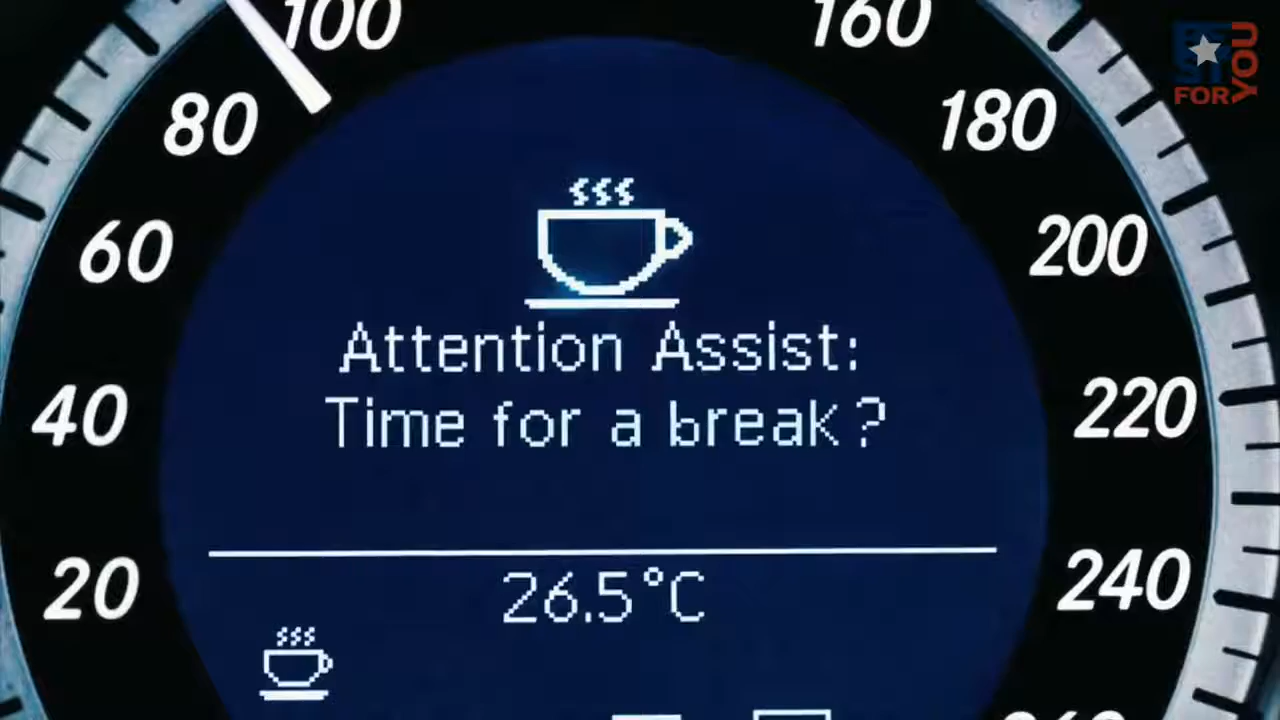 100
160
80
180
60
200
Attention Assist:
Time for a break?
40
220
20
26.5°C
240
FOR
YOU